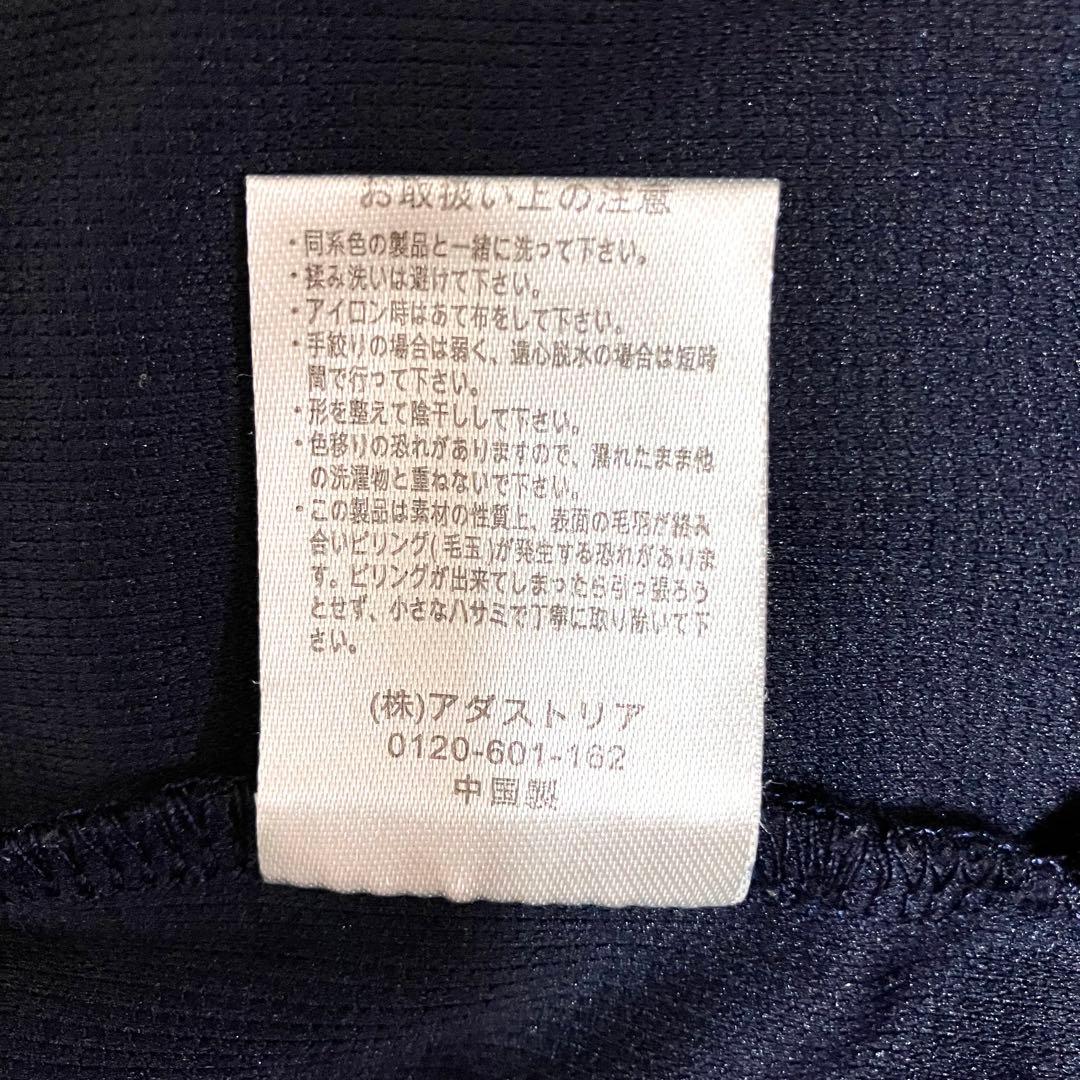 お取扱い上の注意
・同系色の製品と一緒に洗って下さい。
・揉み洗いは避けて下さい。
・アイロン時はあて布をして下さい。
・手絞りの場合は弱く、遠心脱水の場合は短時
間で行って下さい。
・形を整えて陰干しして下さい。
・色移りの恐れがありますので、濡れたまま他
の洗濯物と重ねないで下さい。
・この製品は素材の性質上、表面の毛羽が絡み
合いピリング(毛玉)が発生する恐れがありま
す。ピリングが出来てしまったら引っ張ろう
とせず、小さなハサミで丁寧に取り除いて下
さい。
(株)アダストリア
0120-601-162
中国製